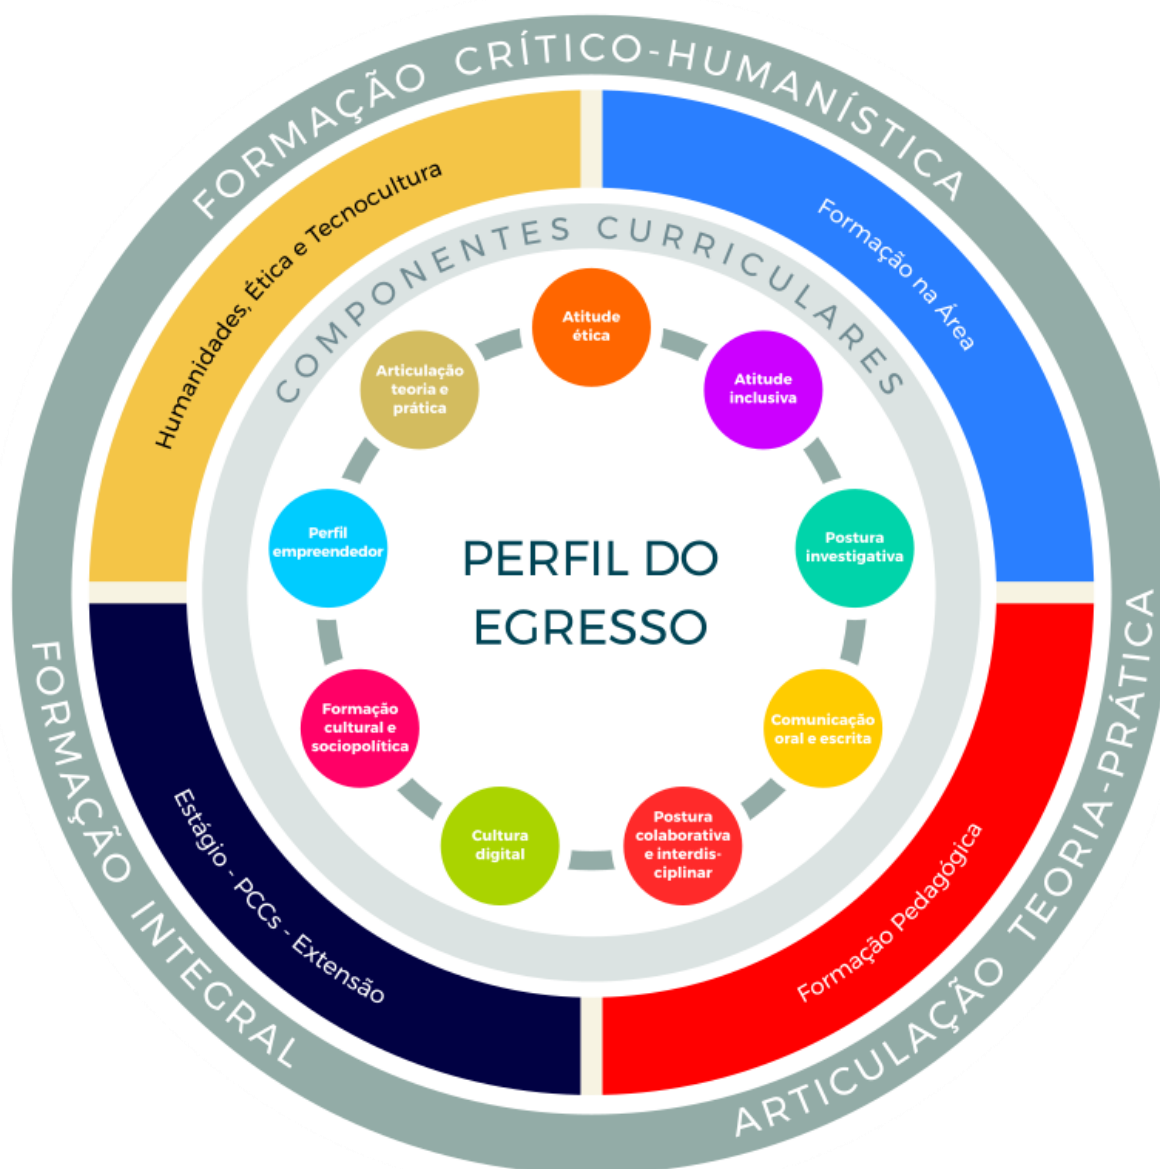 FORMAÇÃO CRÍTICO-HUMANÍSTICA
ARTICULAÇÃO TEORIA-PRÁTICA
FORMAÇÃO INTEGRAL
Humanidades, Ética e Tecnocultura
Formação na Área
Formação Pedagógica
Estágio - PCCs - Extensão
COMPONENTES CURRICULARES
Atitude
ética
Atitude
inclusiva
Postura
investigativa
Comunicação
oral e escrita
Postura
colaborativa
e interdis-
ciplinar
Cultura
digital
Formação
cultural e
sociopolítica
Perfil
empreendedor
Articulação
teoria e
prática
PERFIL DO
EGRESSO